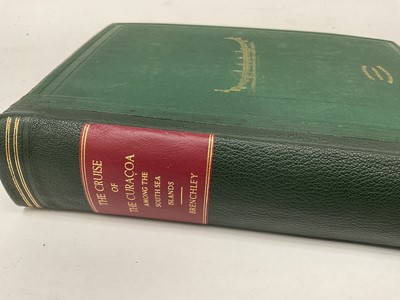 THE CRUISE
OF
THE CURAÇOA
AMONG THE
SOUTH SEA
ISLANDS
BRENCHLEY